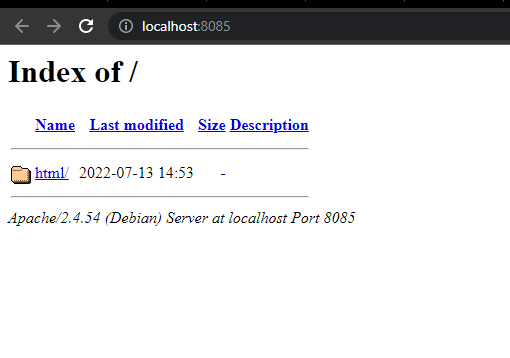 localhost:8085
Index of /
Name Last modified Size Description
html/ 2022-07-13 14:53 -
Apache/2.4.54 (Debian) Server at localhost Port 8085